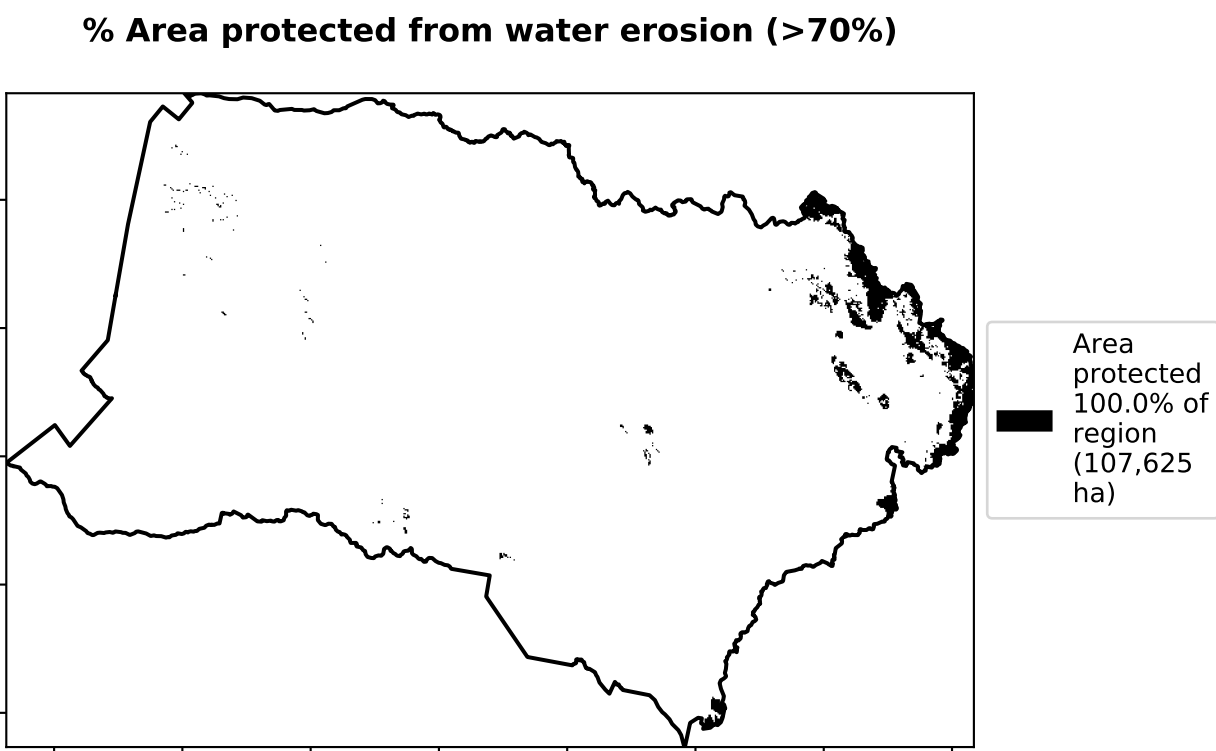 % Area protected from water erosion (>70%)
Area
protected
100.0% of
region
(107,625
ha)